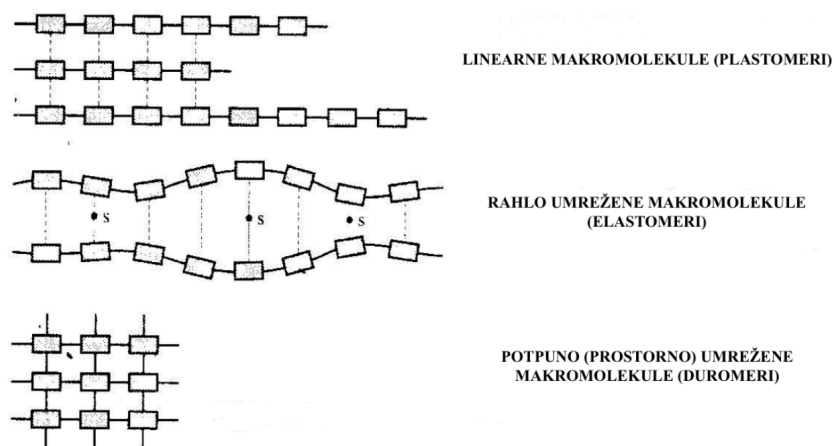 LINEARNE MAKROMOLEKULE (PLASTOMERI)
S
S
S
RAHLO UMREŽENE MAKROMOLEKULE
(ELASTOMERI)
POTPUNO (PROSTORNO) UMREŽENE
MAKROMOLEKULE (DUROMERI)